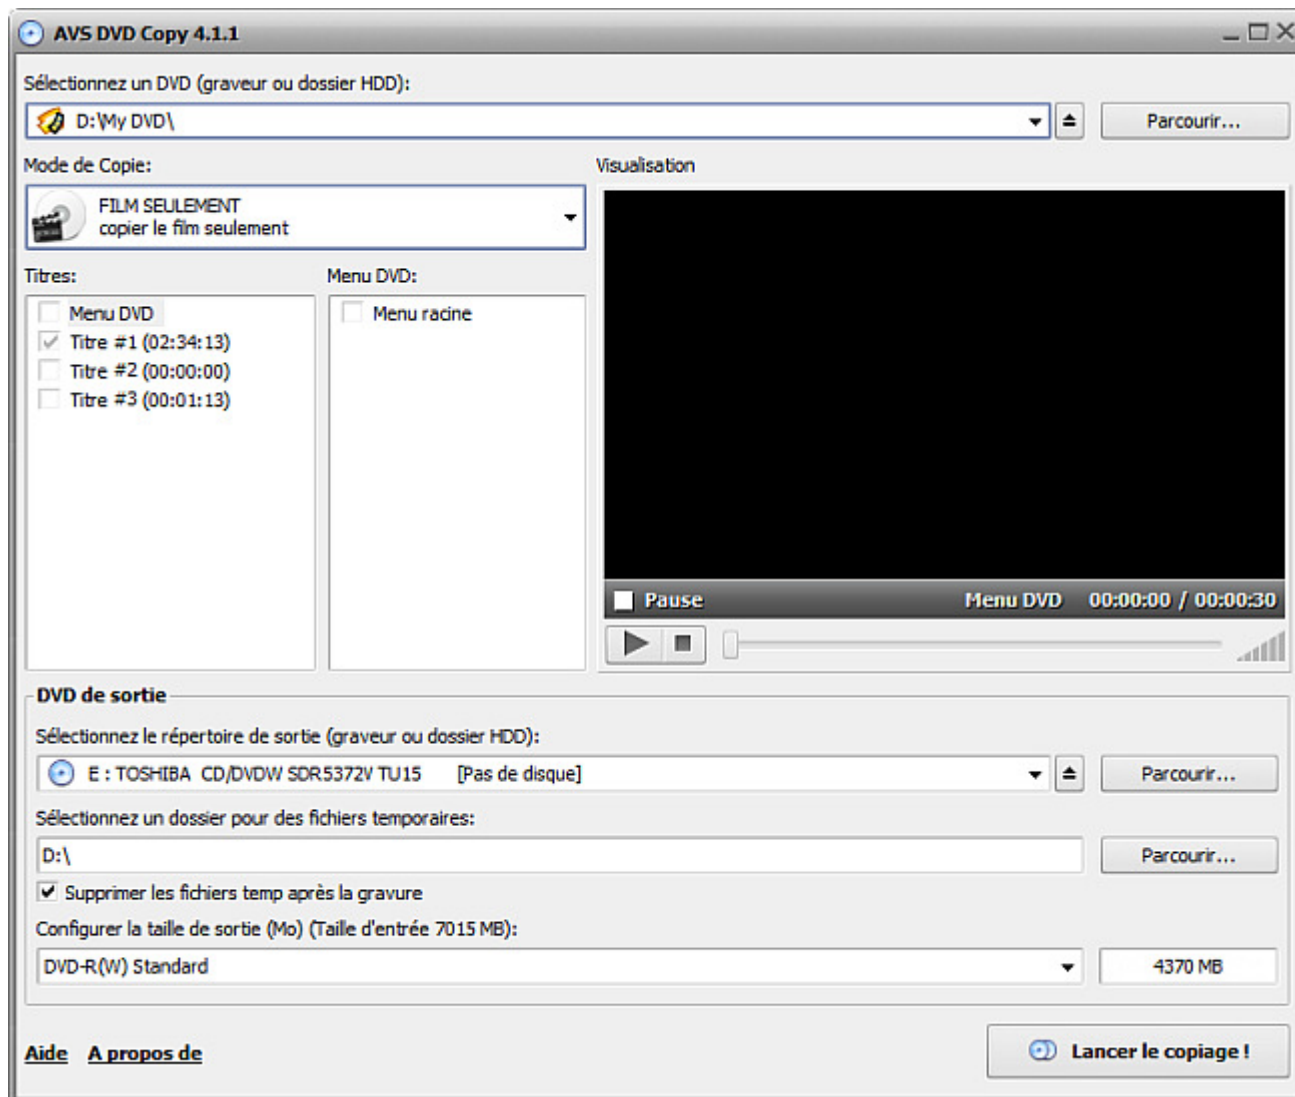 AVS DVD Copy 4.1.1
Sélectionnez un DVD (graveur ou dossier HDD):
D:\My DVD\
Parcourir...
Mode de Copie:
FILM SEULEMENT
copier le film seulement
Visualisation
Titres:
Menu DVD
Titre #1 (02:34:13)
Titre #2 (00:00:00)
Titre #3 (00:01:13)
Menu DVD:
Menu racine
Pause Menu DVD 00:00:00 / 00:00:30
DVD de sortie
Sélectionnez le répertoire de sortie (graveur ou dossier HDD):
E : TOSHIBA CD/DVDW SDR5372V TU15 [Pas de disque]
Parcourir...
Sélectionnez un dossier pour des fichiers temporaires:
D:\
Parcourir...
Supprimer les fichiers temp après la gravure
Configurer la taille de sortie (Mo) (Taille d'entrée 7015 MB):
DVD-R(W) Standard
4370 MB
Aide A propos de
Lancer le copiage !